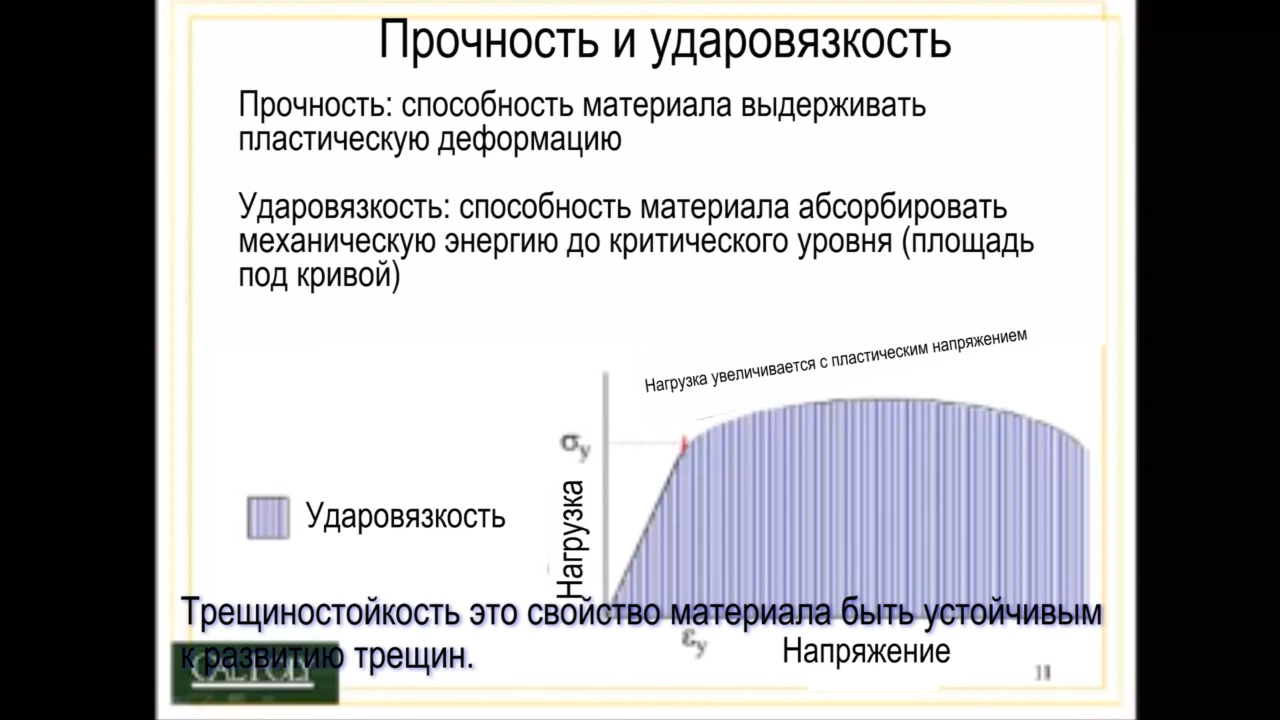 Прочность и ударовязкость
Прочность: способность материала выдерживать
пластическую деформацию
Ударовязкость: способность материала абсорбировать
механическую энергию до критического уровня (площадь
под кривой)
Нагрузка увеличивается с пластическим напряжением
σy
Нагрузка
Ударовязкость
Трещиностойкость это свойство материала быть устойчивым
к развитию трещин.
εy
Напряжение
CAL POLY
11